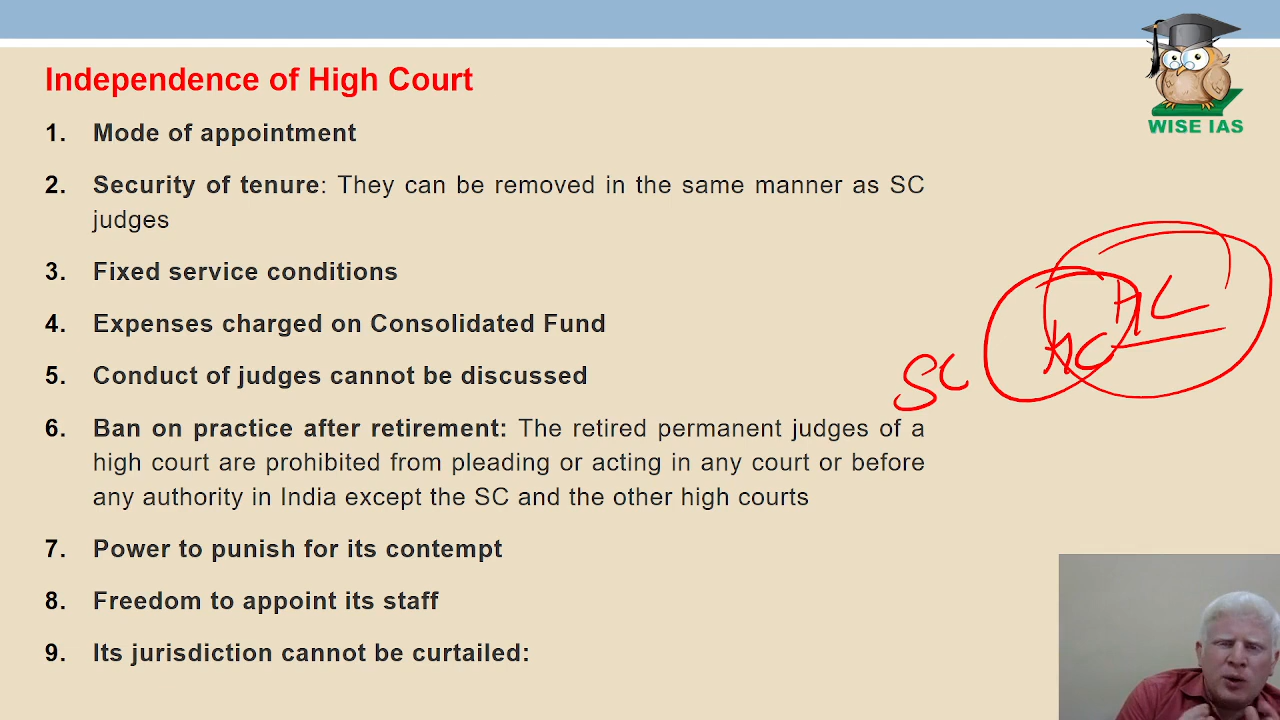 Independence of High Court
WISE IAS
1. Mode of appointment
2. Security of tenure: They can be removed in the same manner as SC
judges
3. Fixed service conditions
4. Expenses charged on Consolidated Fund
5. Conduct of judges cannot be discussed
HC
HC
SC
6. Ban on practice after retirement: The retired permanent judges of a
high court are prohibited from pleading or acting in any court or before
any authority in India except the SC and the other high courts
7. Power to punish for its contempt
8. Freedom to appoint its staff
9. Its jurisdiction cannot be curtailed: